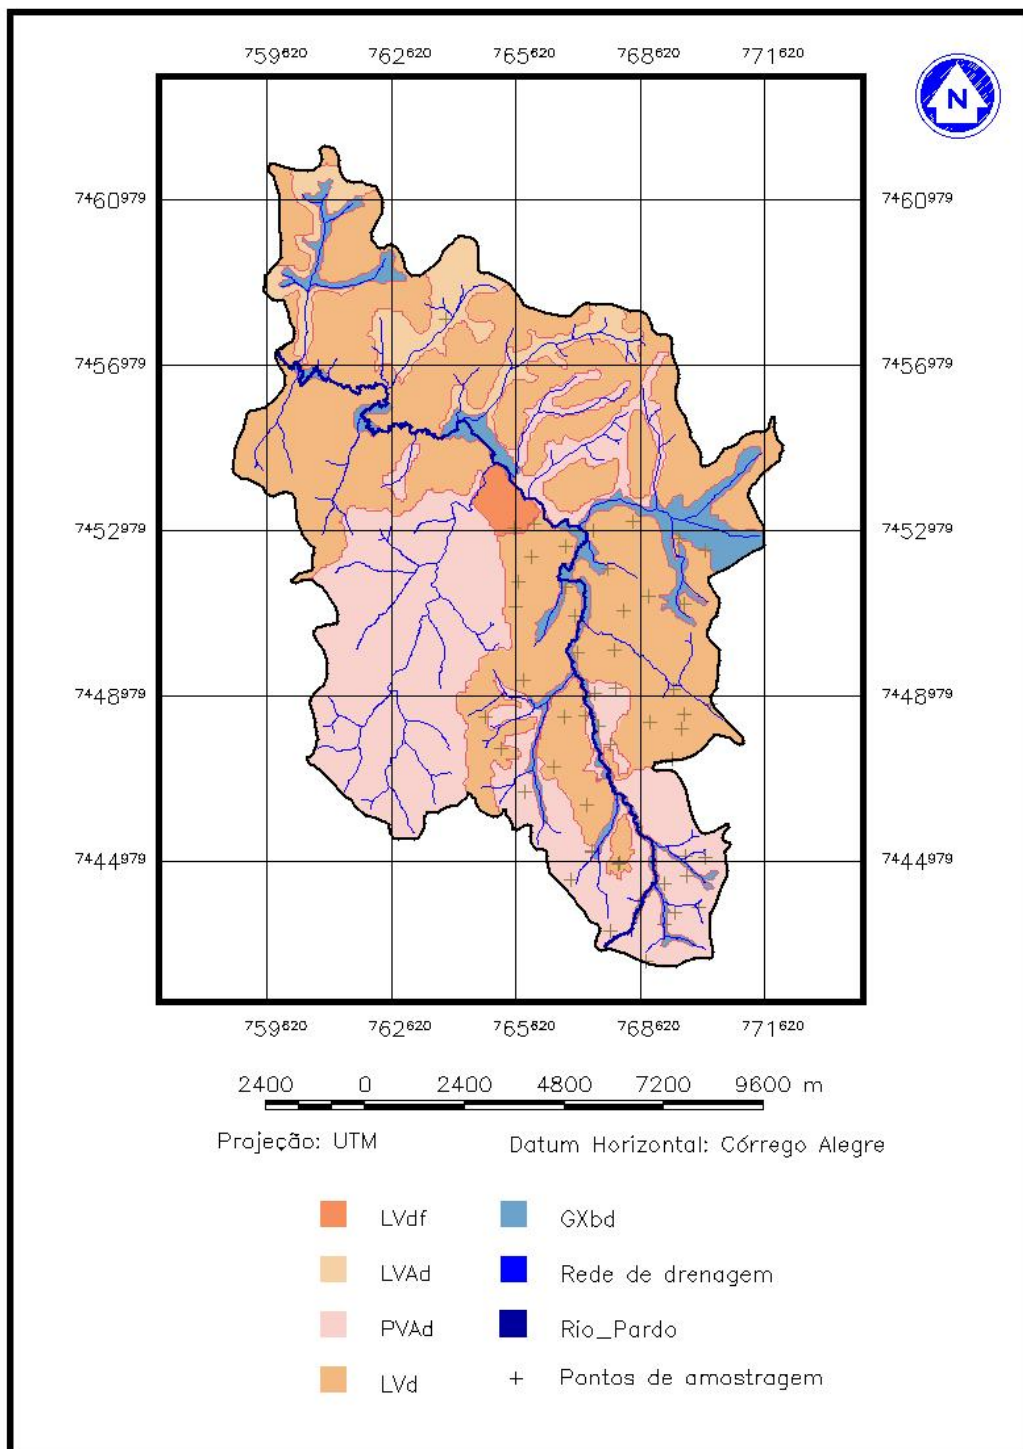 759620 762620 765620 768620 771620
N
7460979 7460979
7456979 7456979
7452979 7452979
7448979 7448979
7444979 7444979
759620 762620 765620 768620 771620
2400 0 2400 4800 7200 9600 m
Projeção: UTM Datum Horizontal: Córrego Alegre
LVdf GXbd
LVAd Rede de drenagem
PVAd Rio_Pardo
LVd + Pontos de amostragem